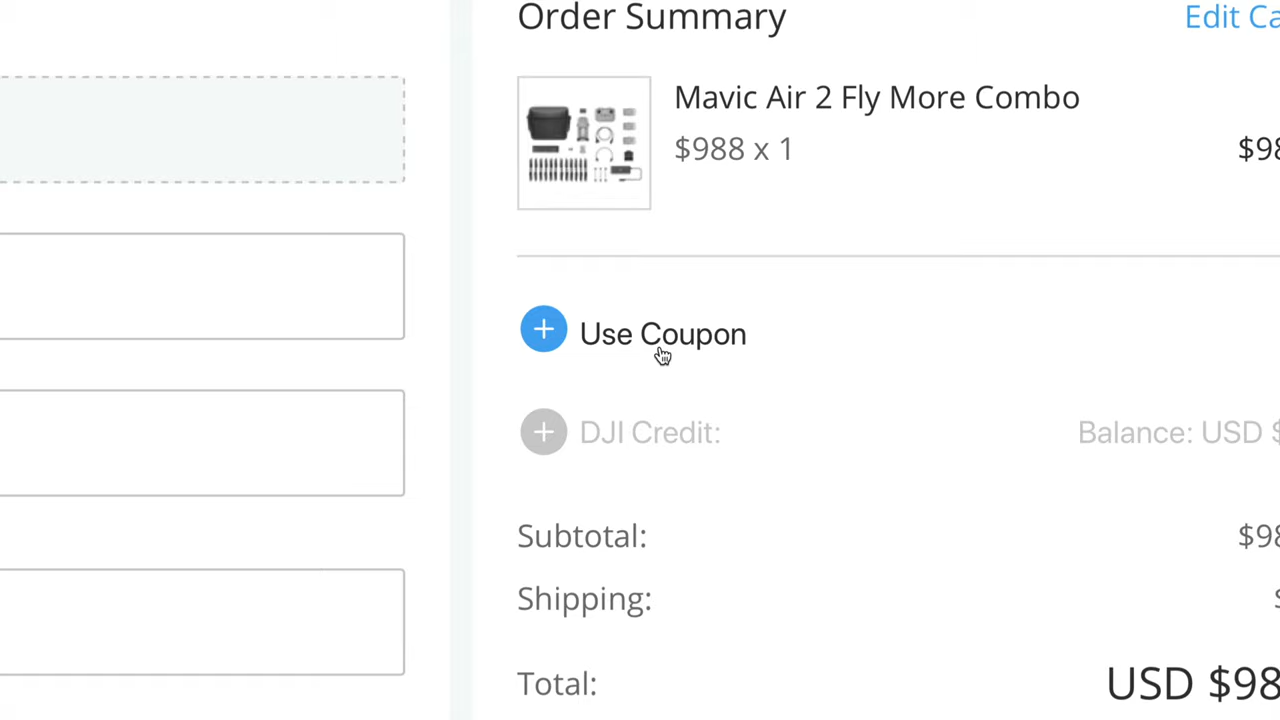 Order Summary
Edit Ca
Mavic Air 2 Fly More Combo
$988 x 1
$98
Use Coupon
DJI Credit:
Balance: USD $
Subtotal:
$98
Shipping:
$
Total:
USD $98